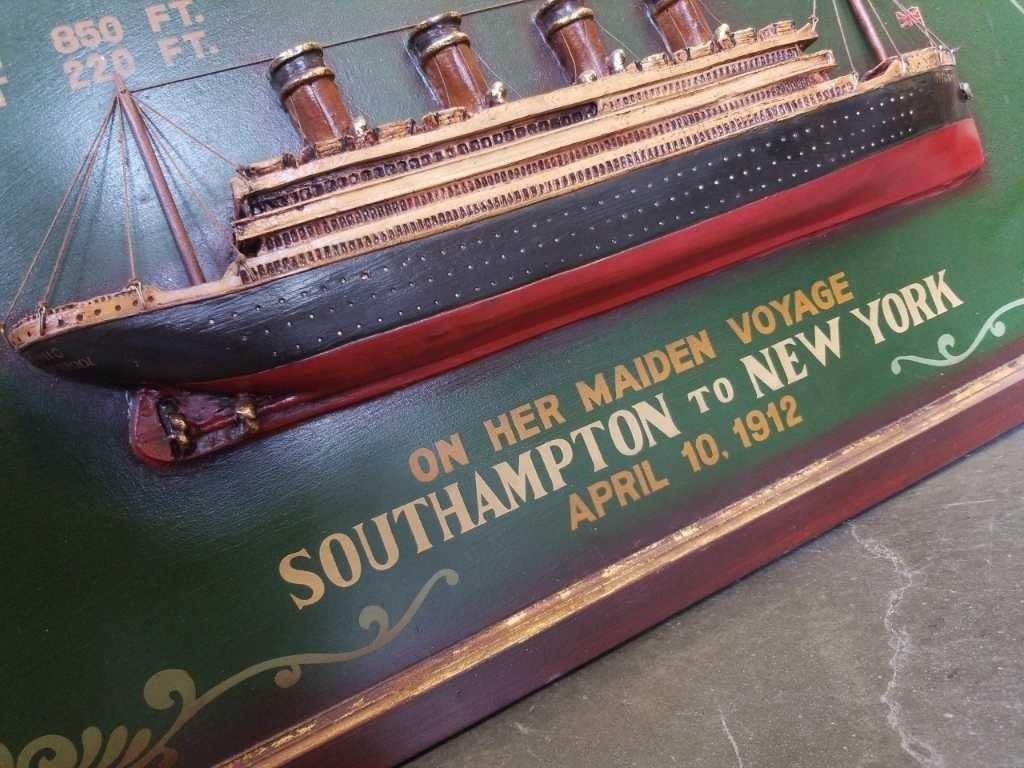 850 FT.
220 FT.
ON HER MAIDEN VOYAGE
SOUTHAMPTON TO NEW YORK
APRIL 10, 1912